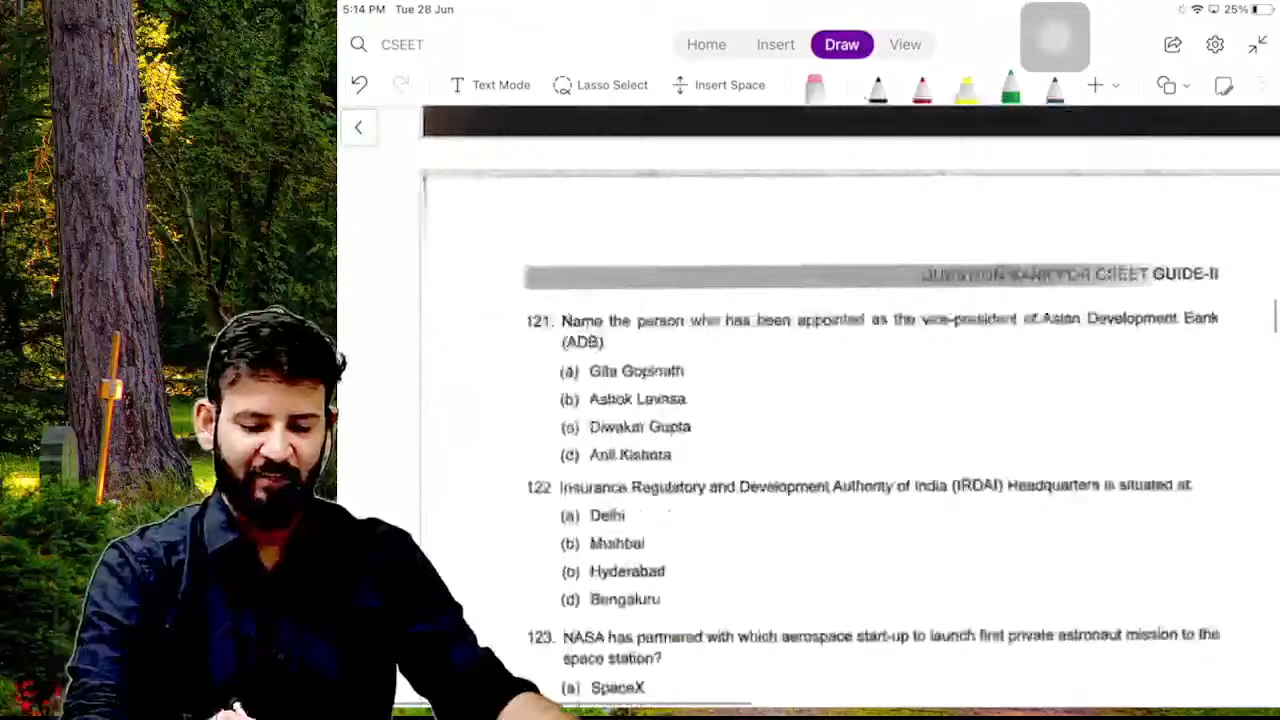 5:14 PM Tue 28 Jun
25%
CSEET
Home Insert Draw View
Text Mode Lasso Select Insert Space
QUESTION BANK FOR CSEET GUIDE-II
121. Name the person who has been appointed as the vice-president of Asian Development Bank
(ADB)
(a) Gita Gopinath
(b) Ashok Lavasa
(c) Diwakar Gupta
(d) Anil Kishora
122 Insurance Regulatory and Development Authority of India (IRDAI) Headquarters is situated at
(a) Delhi
(b) Mumbai
(c) Hyderabad
(d) Bengaluru
123. NASA has partnered with which aerospace start-up to launch first private astronaut mission to the
space station?
(a) SpaceX